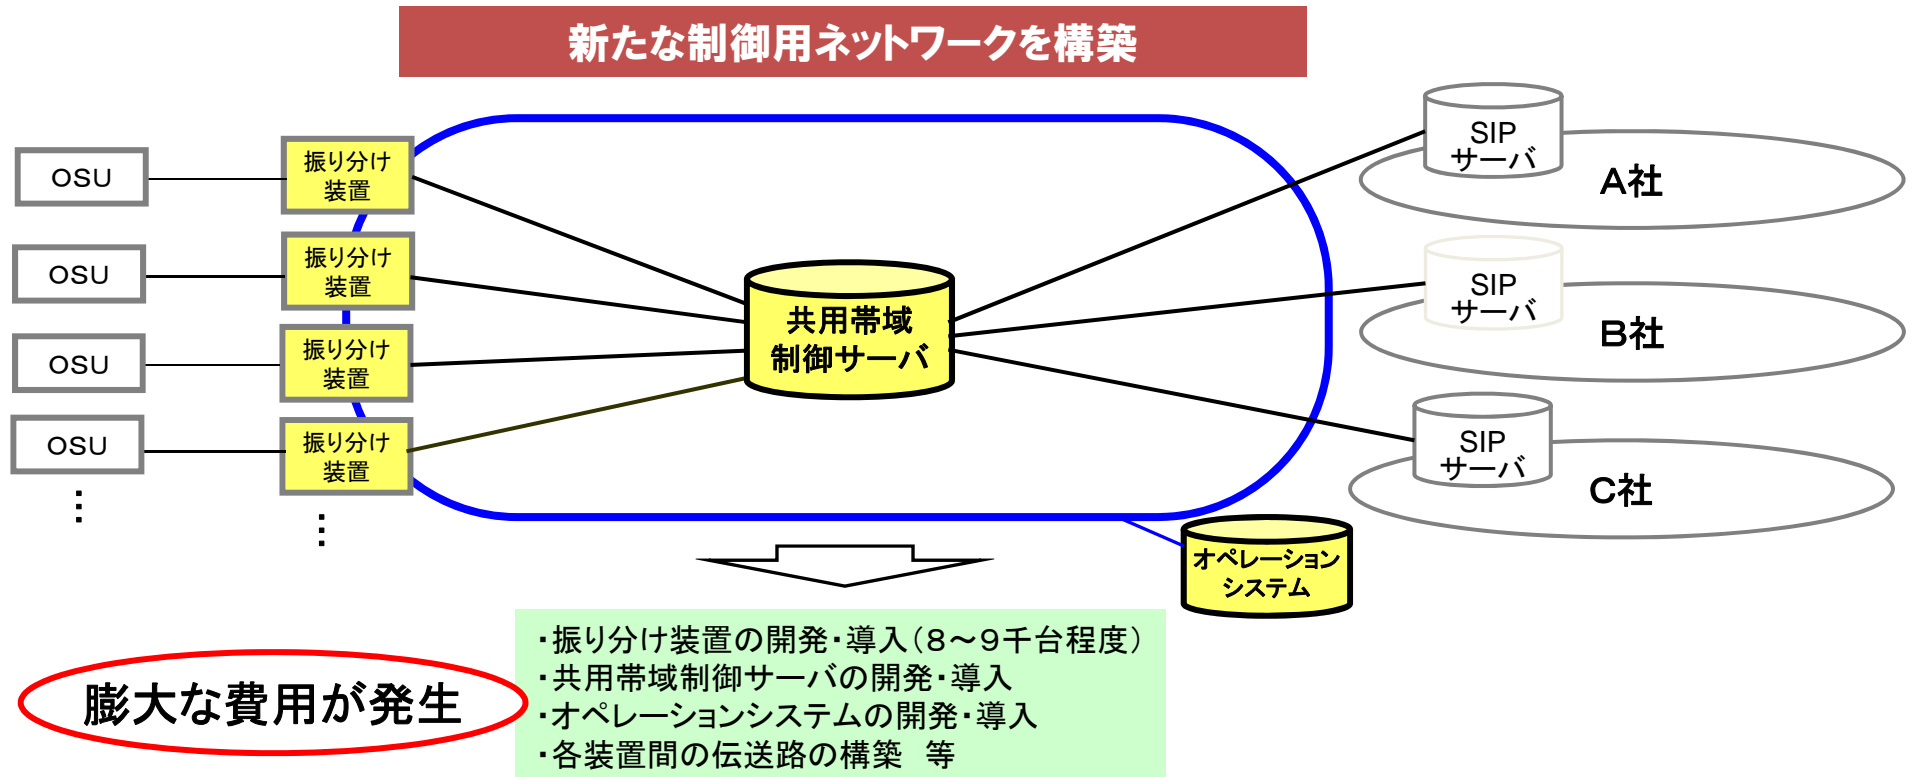 新たな制御用ネットワークを構築
OSU
振り分け
装置
OSU
振り分け
装置
OSU
振り分け
装置
OSU
振り分け
装置
⋮
⋮
共用帯域
制御サーバ
SIP
サーバ
A社
SIP
サーバ
B社
SIP
サーバ
C社
オペレーション
システム
膨大な費用が発生
・振り分け装置の開発・導入(8〜9千台程度)
・共用帯域制御サーバの開発・導入
・オペレーションシステムの開発・導入
・各装置間の伝送路の構築　等